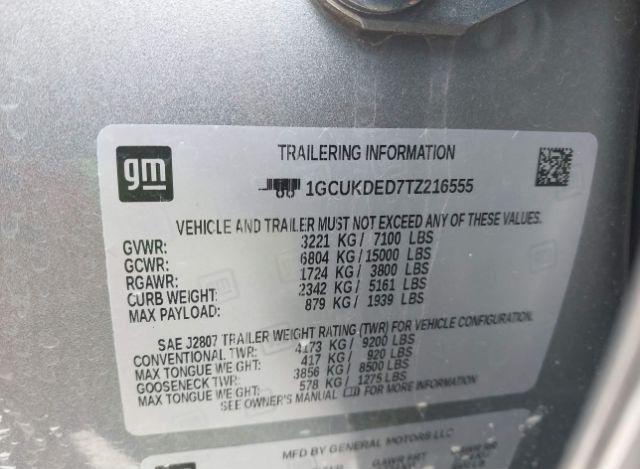 gm
TRAILERING INFORMATION
1GCUKDED7TZ216555
VEHICLE AND TRAILER MUST NOT EXCEED ANY OF THESE VALUES.
GVWR: 3221 KG / 7100 LBS
GCWR: 6804 KG / 15000 LBS
RGAWR: 1724 KG / 3800 LBS
CURB WEIGHT: 2342 KG / 5161 LBS
MAX PAYLOAD: 879 KG / 1939 LBS
SAE J2807 TRAILER WEIGHT RATING (TWR) FOR VEHICLE CONFIGURATION.
CONVENTIONAL TWR: 4173 KG / 9200 LBS
MAX TONGUE WEIGHT: 417 KG / 920 LBS
GOOSENECK TWR: 3856 KG / 8500 LBS
MAX TONGUE WEIGHT: 578 KG / 1275 LBS
SEE OWNER'S MANUAL FOR MORE INFORMATION
MFD BY GENERAL MOTORS LLC
GAWR FRT